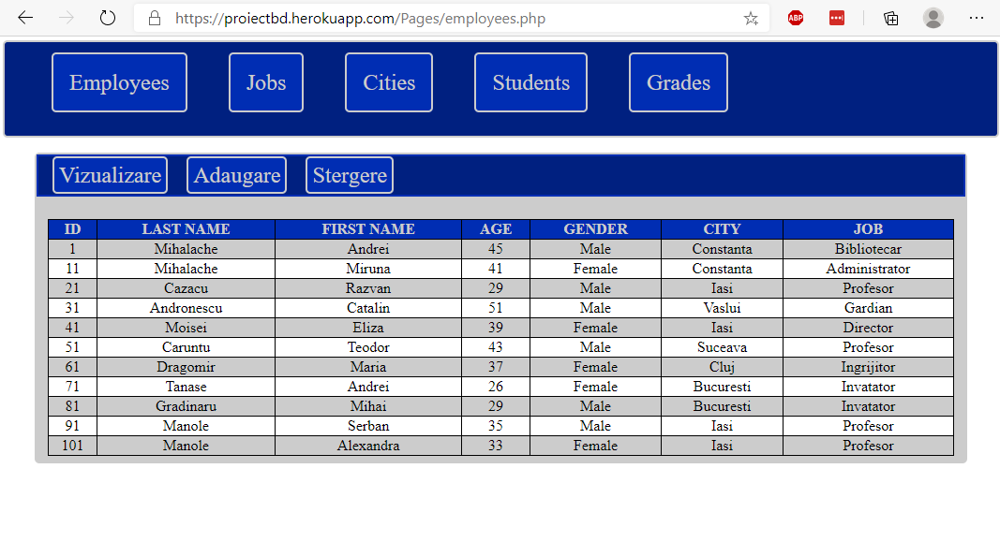 https://proiectbd.herokuapp.com/Pages/employees.php ABP
Employees Jobs Cities Students Grades
Vizualizare Adaugare Stergere
ID LAST NAME FIRST NAME AGE GENDER CITY JOB
1 Mihalache Andrei 45 Male Constanta Bibliotecar
11 Mihalache Miruna 41 Female Constanta Administrator
21 Cazacu Razvan 29 Male Iasi Profesor
31 Andronescu Catalin 51 Male Vaslui Gardian
41 Moisei Eliza 39 Female Iasi Director
51 Caruntu Teodor 43 Male Suceava Profesor
61 Dragomir Maria 37 Female Cluj Ingrijitor
71 Tanase Andrei 26 Female Bucuresti Invatator
81 Gradinaru Mihai 29 Male Bucuresti Invatator
91 Manole Serban 35 Male Iasi Profesor
101 Manole Alexandra 33 Female Iasi Profesor